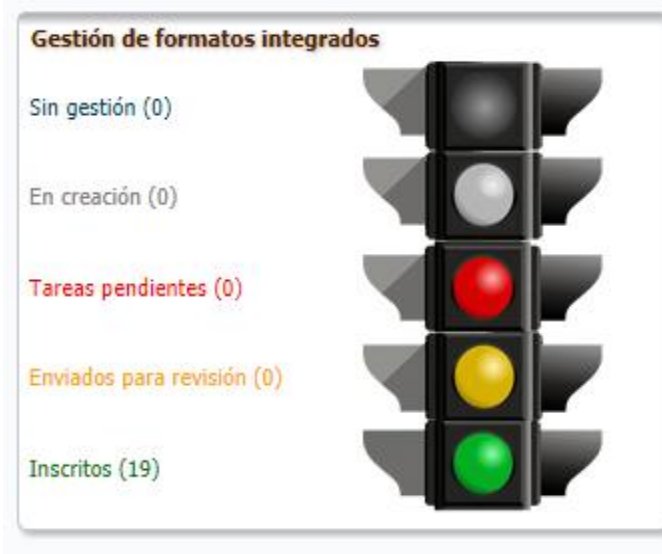 Gestión de formatos integrados
Sin gestión (0)
En creación (0)
Tareas pendientes (0)
Enviados para revisión (0)
Inscritos (19)